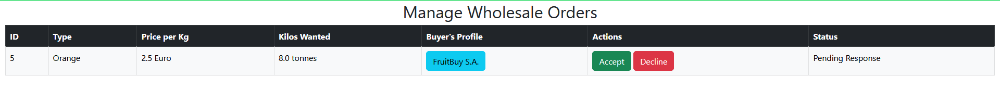 Manage Wholesale Orders
ID Type Price per Kg Kilos Wanted Buyer's Profile Actions Status
5 Orange 2.5 Euro 8.0 tonnes FruitBuy S.A. Accept Decline Pending Response